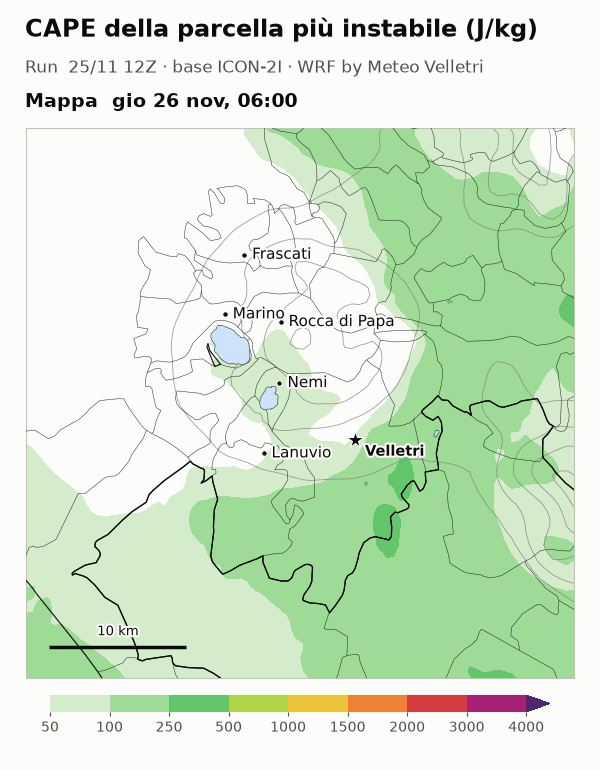 CAPE della parcella più instabile (J/kg)
Run  25/11 12Z · base ICON-2I · WRF by Meteo Velletri
Mappa  gio 26 nov, 06:00
Frascati
Marino
Rocca di Papa
Nemi
Velletri
Lanuvio
10 km
50 100 250 500 1000 1500 2000 3000 4000